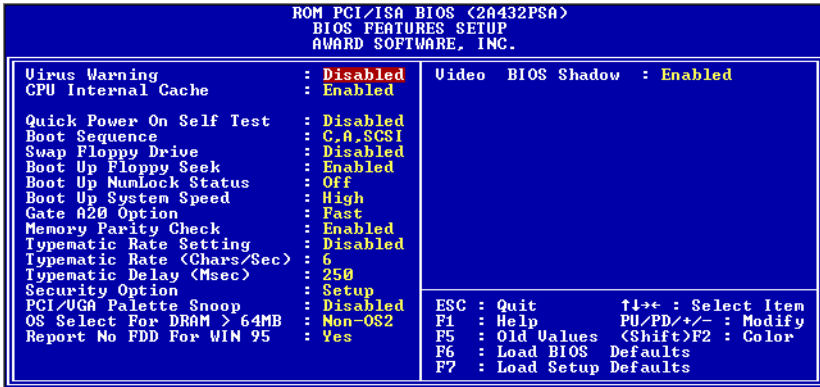 ROM PCI/ISA BIOS (2A432PSA)
BIOS FEATURES SETUP
AWARD SOFTWARE, INC.
Virus Warning : Disabled
CPU Internal Cache : Enabled
Quick Power On Self Test : Disabled
Boot Sequence : C,A,SCSI
Swap Floppy Drive : Disabled
Boot Up Floppy Seek : Enabled
Boot Up NumLock Status : Off
Boot Up System Speed : High
Gate A20 Option : Fast
Memory Parity Check : Enabled
Typematic Rate Setting : Disabled
Typematic Rate (Chars/Sec) : 6
Typematic Delay (Msec) : 250
Security Option : Setup
PCI/VGA Palette Snoop : Disabled
OS Select For DRAM > 64MB : Non-OS2
Report No FDD For WIN 95 : Yes
Video BIOS Shadow : Enabled
ESC : Quit ↑↓→← : Select Item
F1 : Help PU/PD/+/- : Modify
F5 : Old Values (Shift)F2 : Color
F6 : Load BIOS Defaults
F7 : Load Setup Defaults